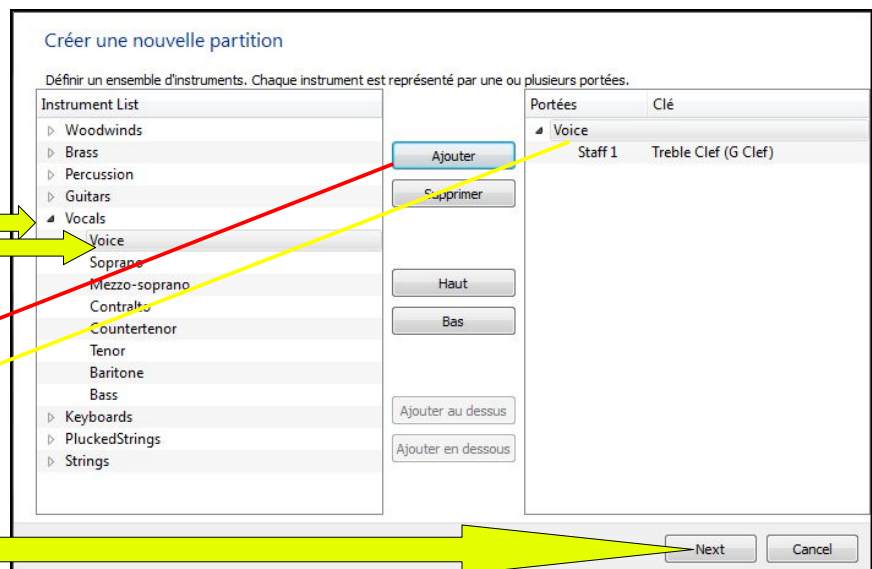 Créer une nouvelle partition
Définir un ensemble d'instruments. Chaque instrument est représenté par une ou plusieurs portées.
Instrument List
Woodwinds
Brass
Percussion
Guitars
Vocals
Voice
Soprano
Mezzo-soprano
Contralto
Countertenor
Tenor
Baritone
Bass
Keyboards
PluckedStrings
Strings
Ajouter
Supprimer
Haut
Bas
Ajouter au dessus
Ajouter en dessous
Portées Clé
Voice
Staff 1 Treble Clef (G Clef)
Next Cancel